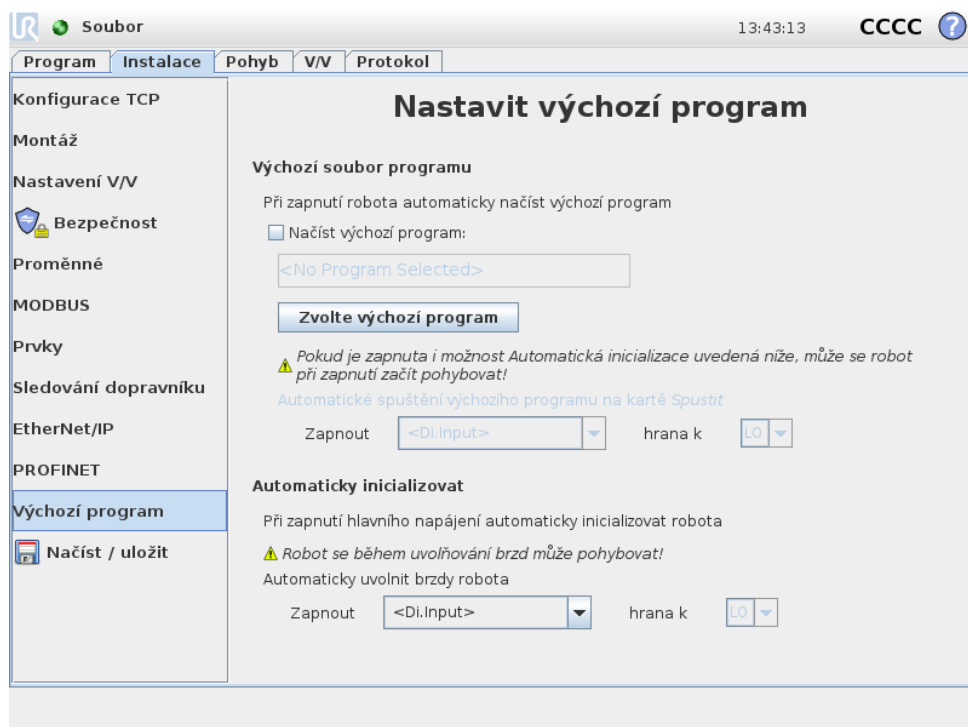 UR Soubor 13:43:13 CCCC ?
Program Instalace Pohyb V/V Protokol
Konfigurace TCP
Montáž
Nastavení V/V
Bezpečnost
Proměnné
MODBUS
Prvky
Sledování dopravníku
EtherNet/IP
PROFINET
Výchozí program
Načíst / uložit
Nastavit výchozí program
Výchozí soubor programu
Při zapnutí robota automaticky načíst výchozí program
Načíst výchozí program:
<No Program Selected>
Zvolte výchozí program
Pokud je zapnuta i možnost Automatická inicializace uvedená níže, může se robot
při zapnutí začít pohybovat!
Automatické spuštění výchozího programu na kartě Spustit
Zapnout <Di.Input> hrana k LO
Automaticky inicializovat
Při zapnutí hlavního napájení automaticky inicializovat robota
Robot se během uvolňování brzd může pohybovat!
Automaticky uvolnit brzdy robota
Zapnout <Di.Input> hrana k LO